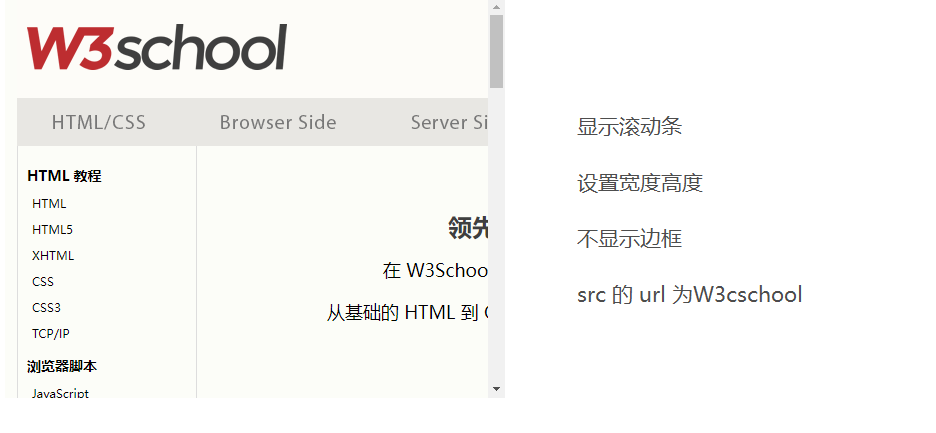 W3school
HTML/CSS Browser Side Server Si
HTML 教程
HTML
HTML5
XHTML
CSS
CSS3
TCP/IP
浏览器脚本
JavaScript
领先
在 W3Schoo
从基础的 HTML 到
显示滚动条
设置宽度高度
不显示边框
src 的 url 为W3cschool